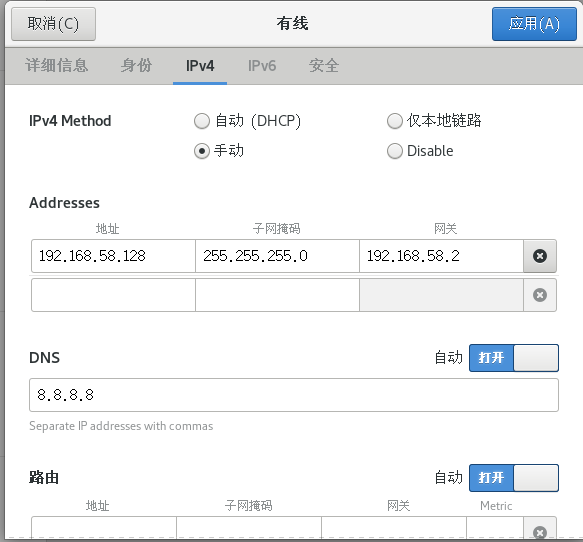 取消(C) 有线 应用(A)
详细信息 身份 IPv4 IPv6 安全
IPv4 Method 自动 (DHCP) 仅本地链路
手动 Disable
Addresses
地址 子网掩码 网关
192.168.58.128 255.255.255.0 192.168.58.2
DNS 自动 打开
8.8.8.8
Separate IP addresses with commas
路由 自动 打开
地址 子网掩码 网关 Metric